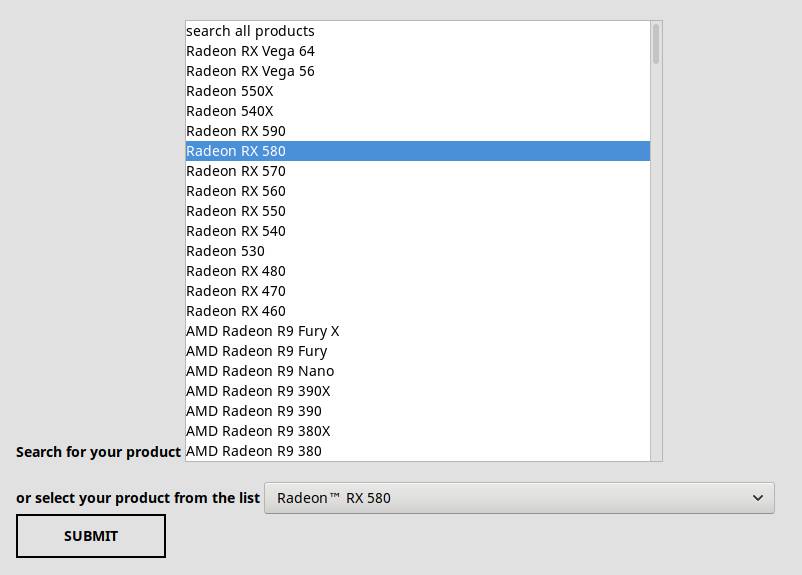 search all products
Radeon RX Vega 64
Radeon RX Vega 56
Radeon 550X
Radeon 540X
Radeon RX 590
Radeon RX 580
Radeon RX 570
Radeon RX 560
Radeon RX 550
Radeon RX 540
Radeon 530
Radeon RX 480
Radeon RX 470
Radeon RX 460
AMD Radeon R9 Fury X
AMD Radeon R9 Fury
AMD Radeon R9 Nano
AMD Radeon R9 390X
AMD Radeon R9 390
AMD Radeon R9 380X
Search for your product AMD Radeon R9 380
or select your product from the list Radeon™ RX 580
SUBMIT